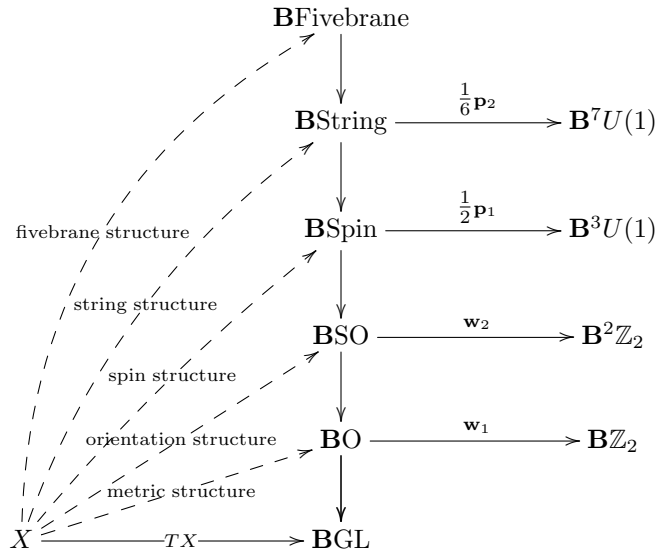 𝐁Fivebrane
𝐁String
1/6 𝐩₂
𝐁⁷U(1)
fivebrane structure
𝐁Spin
1/2 𝐩₁
𝐁³U(1)
string structure
𝐁SO
𝐰₂
𝐁²ℤ₂
spin structure
orientation structure
𝐁O
𝐰₁
𝐁ℤ₂
metric structure
X
TX
𝐁GL